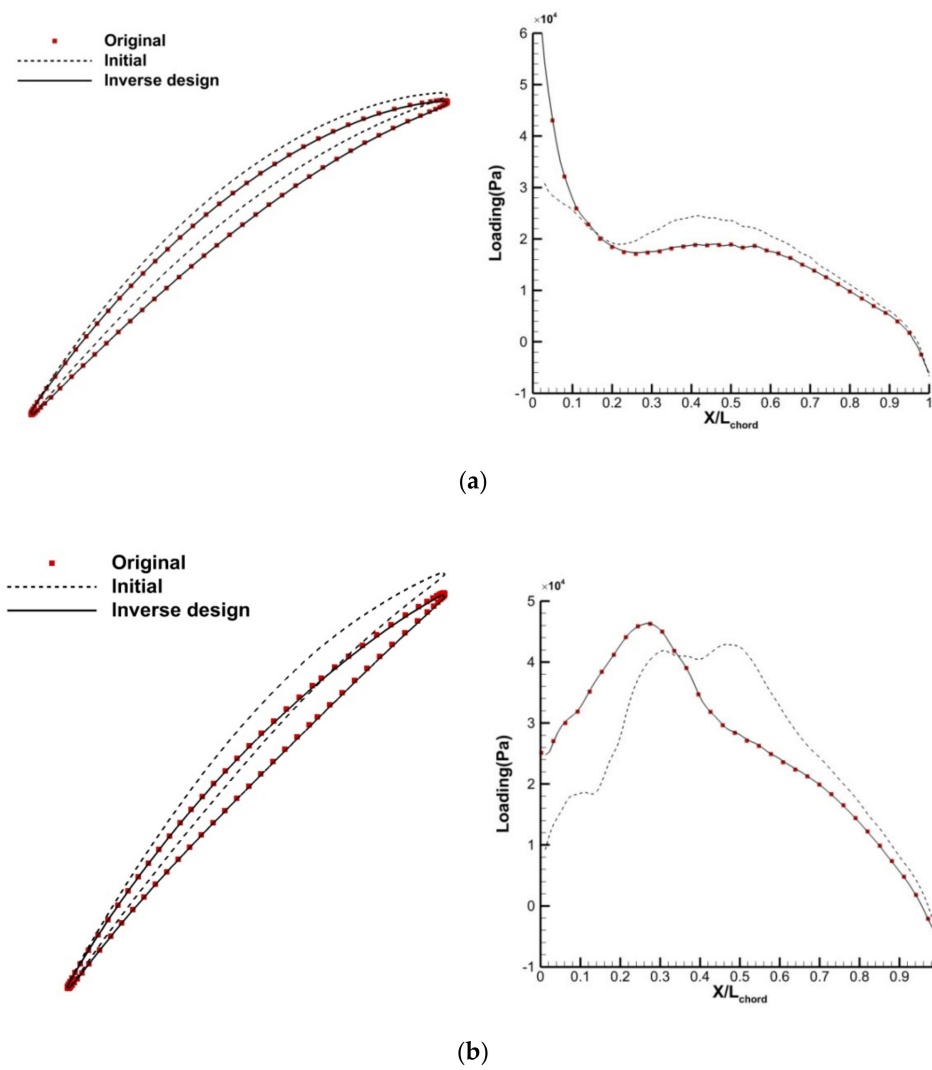 Original
Initial
Inverse design
×10⁴
6
5
4
3
2
1
0
-1
Loading(Pa)
0 0.1 0.2 0.3 0.4 0.5 0.6 0.7 0.8 0.9 1
X/Lchord
(a)
Original
Initial
Inverse design
×10⁴
5
4
3
2
1
0
-1
Loading(Pa)
0 0.1 0.2 0.3 0.4 0.5 0.6 0.7 0.8 0.9
X/Lchord
(b)